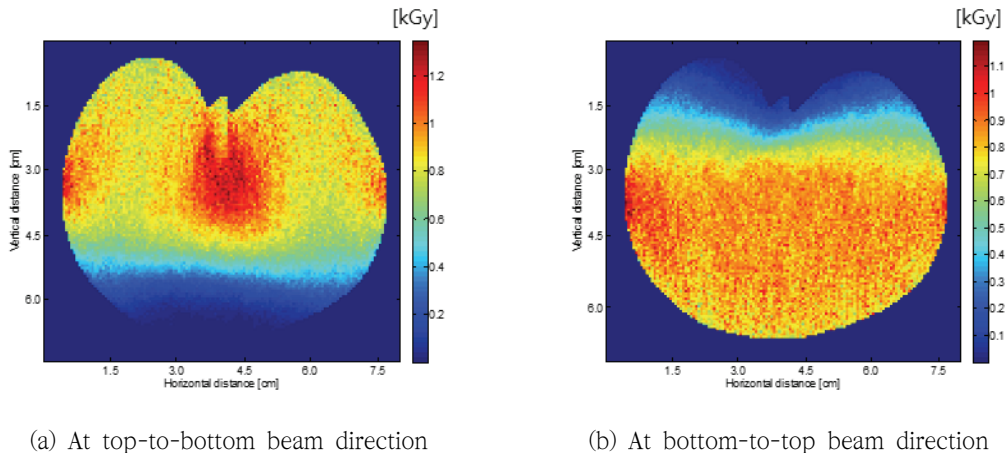 [kGy]
1.2
1
0.8
0.6
0.4
0.2
1.5
3.0
4.5
6.0
Vertical distance [cm]
1.5 3.0 4.5 6.0 7.5
Horizontal distance [cm]
(a) At top-to-bottom beam direction
[kGy]
1.1
1
0.9
0.8
0.7
0.6
0.5
0.4
0.3
0.2
0.1
1.5
3.0
4.5
6.0
Vertical distance [cm]
1.5 3.0 4.5 6.0 7.5
Horizontal distance [cm]
(b) At bottom-to-top beam direction